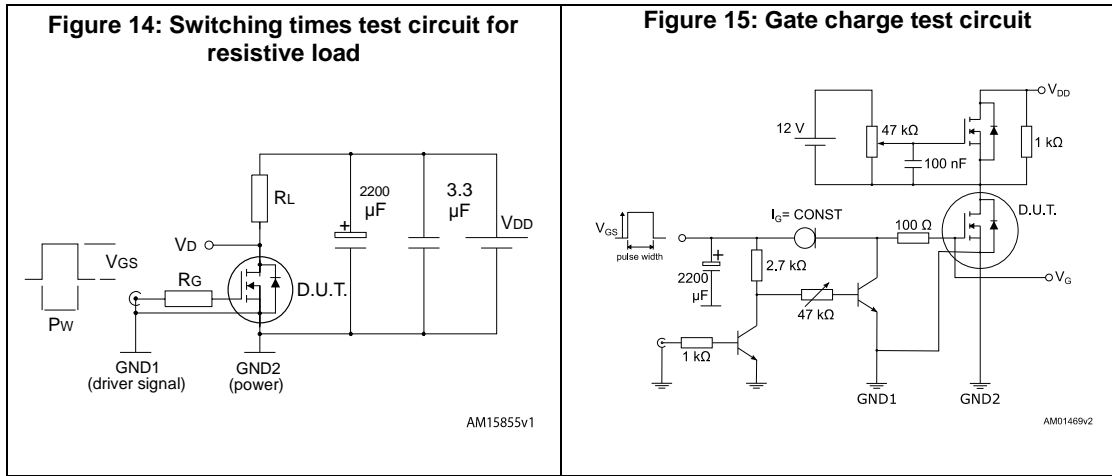 Figure 14: Switching times test circuit for
resistive load
RL
2200
µF
+
3.3
µF
VDD
VD
VGS
RG
D.U.T.
PW
GND1
(driver signal)
GND2
(power)
AM15855v1
Figure 15: Gate charge test circuit
VDD
12 V
47 kΩ
1 kΩ
100 nF
D.U.T.
IG= CONST
VGS
100 Ω
pulse width
+
2.7 kΩ
VG
2200
µF
47 kΩ
1 kΩ
GND1
GND2
AM01469v2